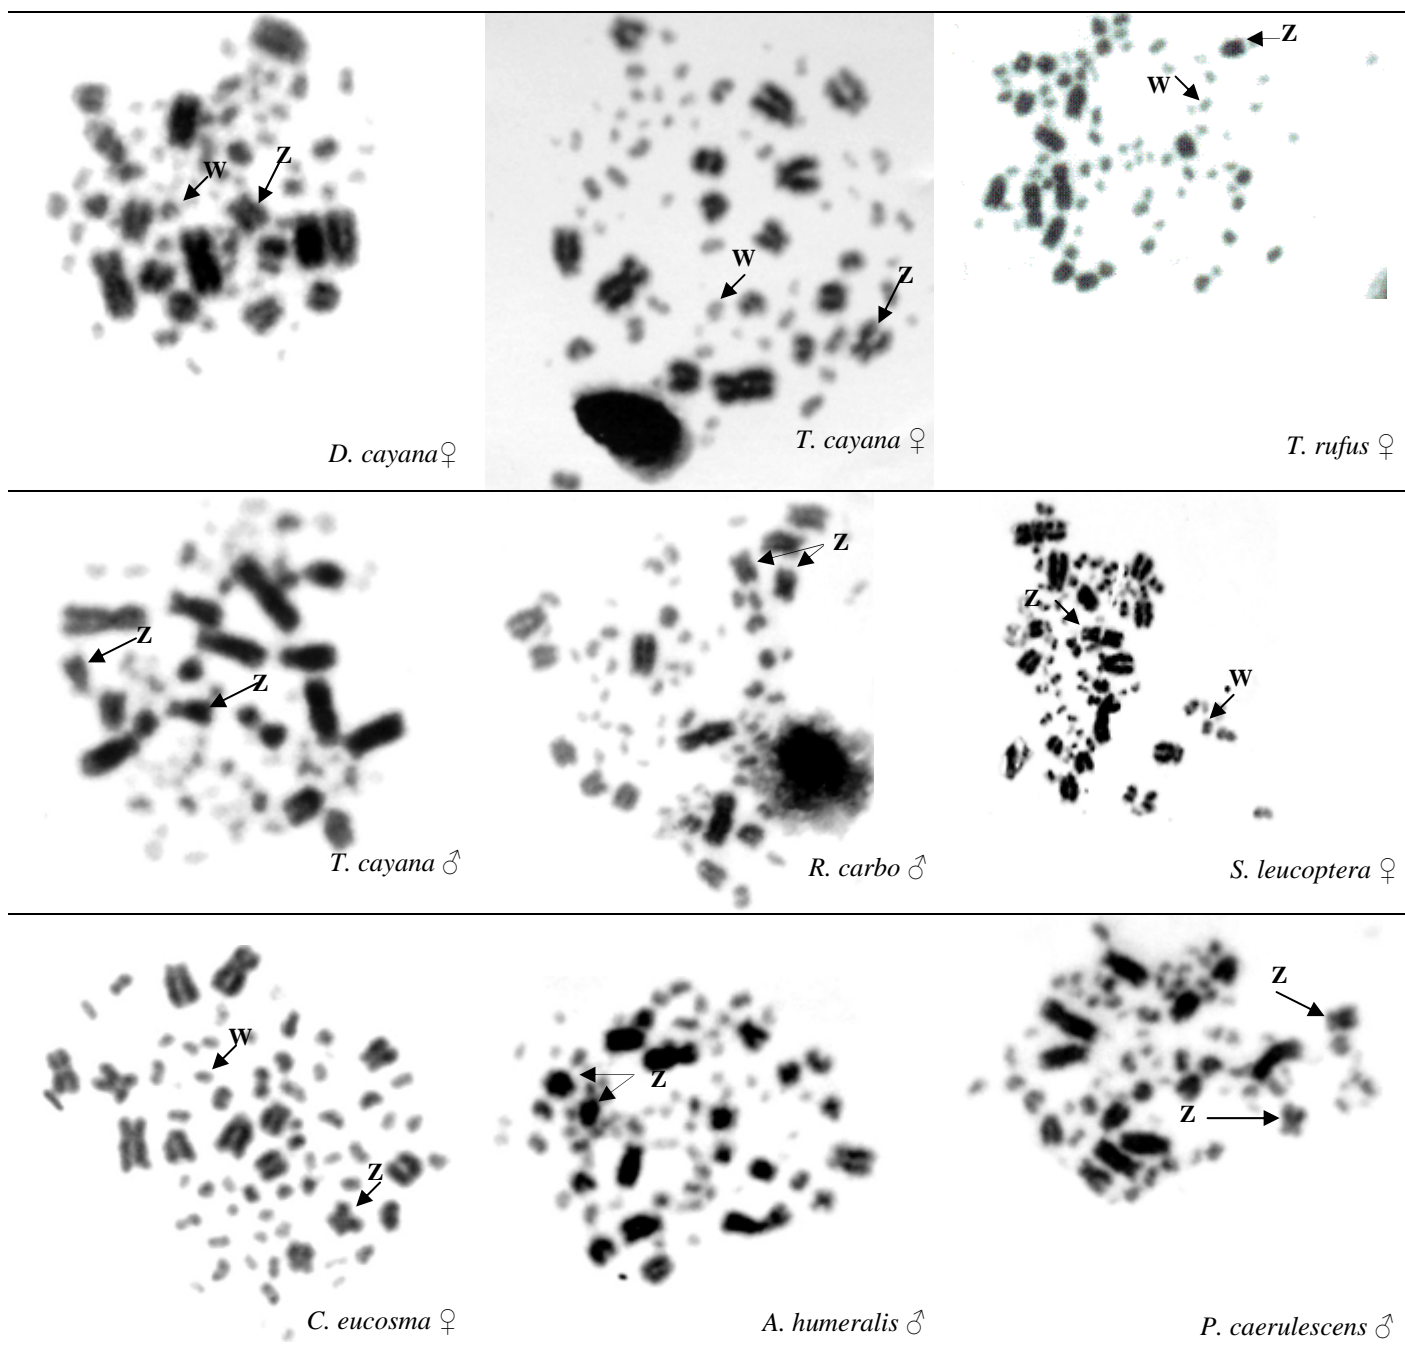 W Z
D. cayana♀
W Z
T. cayana ♀
Z
W
T. rufus ♀
Z
Z
T. cayana ♂
Z
R. carbo ♂
Z
W
S. leucoptera ♀
W
Z
C. eucosma ♀
Z
A. humeralis ♂
Z
Z
P. caerulescens ♂